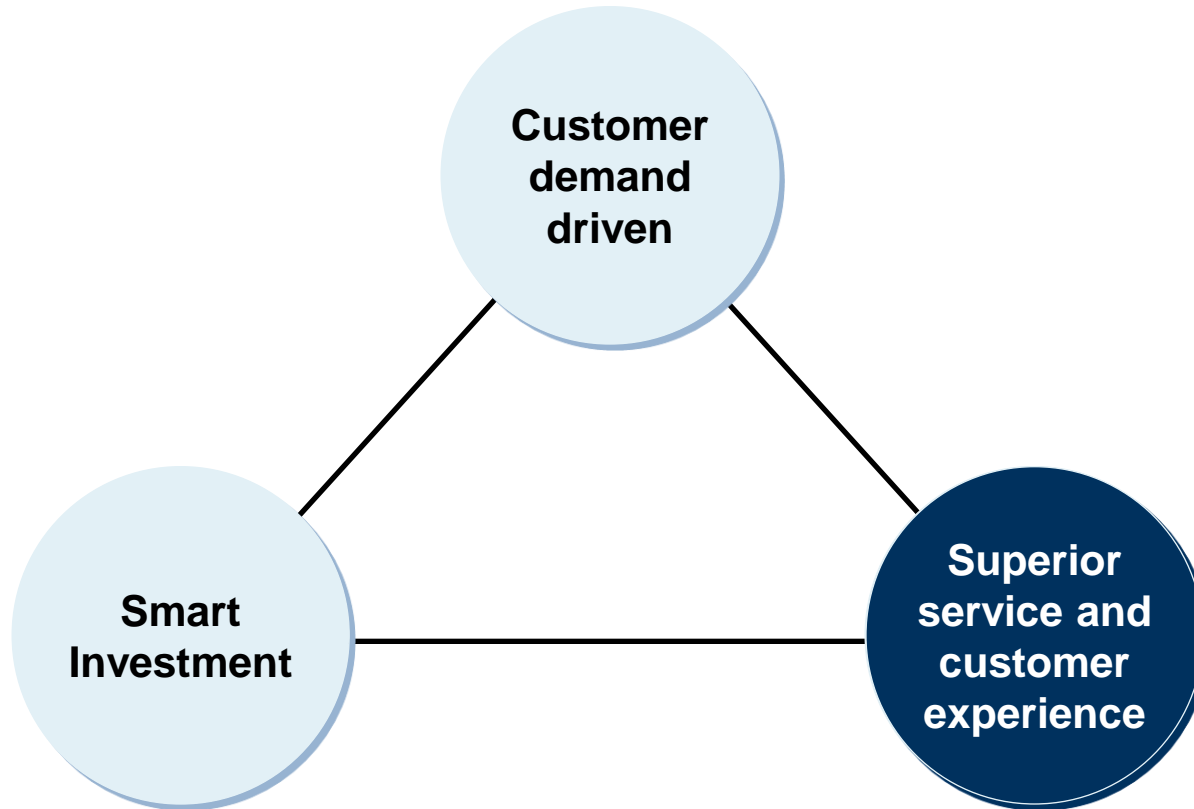 Customer
demand
driven
Smart
Investment
Superior
service and
customer
experience